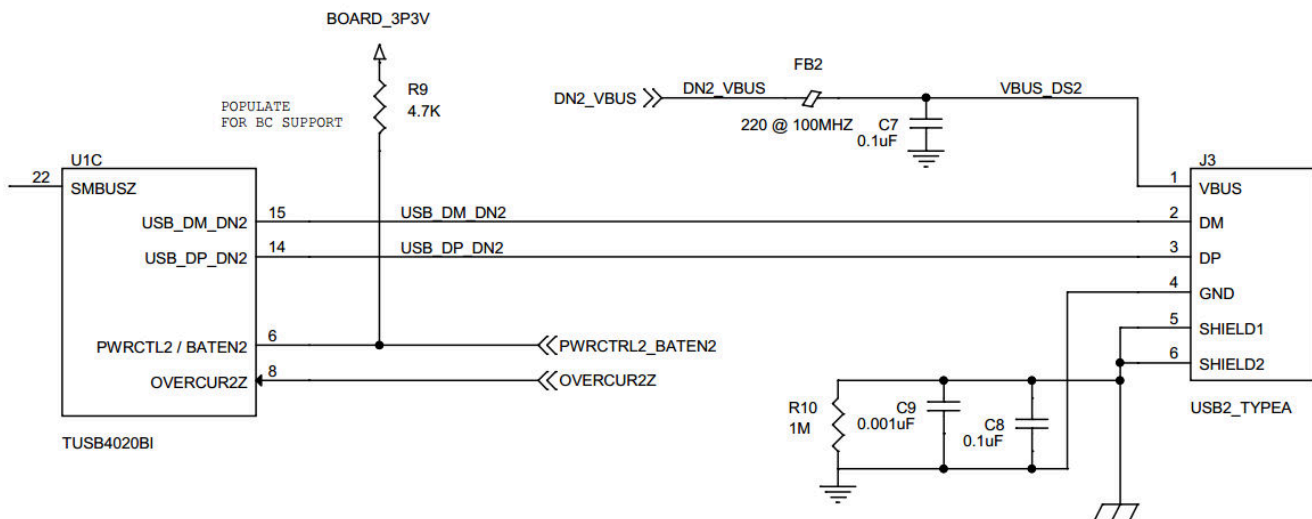 BOARD_3P3V
R9
4.7K
POPULATE
FOR BC SUPPORT
FB2
DN2_VBUS
DN2_VBUS
VBUS_DS2
220 @ 100MHZ
C7
0.1uF
U1C
22
SMBUSZ
USB_DM_DN2
15
USB_DM_DN2
USB_DP_DN2
14
USB_DP_DN2
PWRCTL2 / BATEN2
6
PWRCTRL2_BATEN2
OVERCUR2Z
8
OVERCUR2Z
TUSB4020BI
J3
1
VBUS
2
DM
3
DP
4
GND
5
SHIELD1
6
SHIELD2
USB2_TYPEA
R10
1M
C9
0.001uF
C8
0.1uF